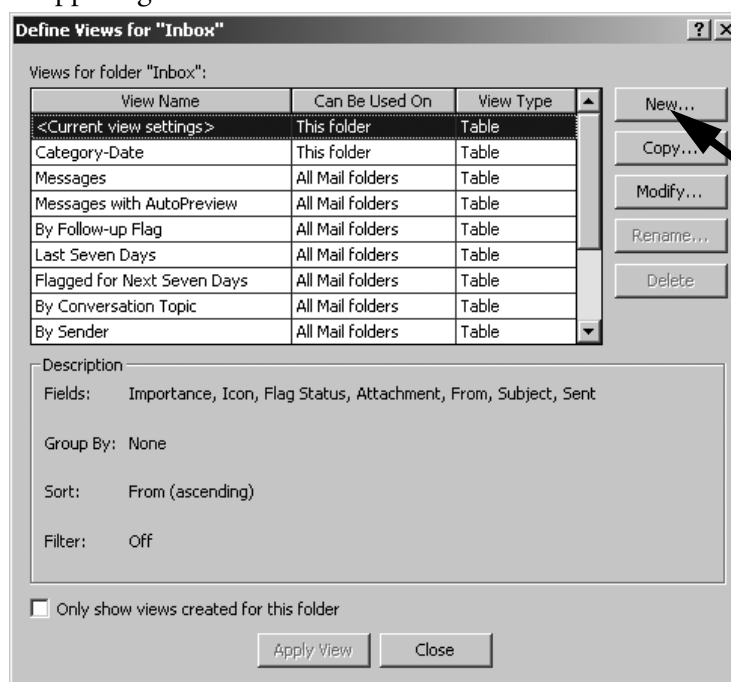 Define Views for "Inbox"
Views for folder "Inbox":
View Name Can Be Used On View Type
<Current view settings> This folder Table
Category-Date This folder Table
Messages All Mail folders Table
Messages with AutoPreview All Mail folders Table
By Follow-up Flag All Mail folders Table
Last Seven Days All Mail folders Table
Flagged for Next Seven Days All Mail folders Table
By Conversation Topic All Mail folders Table
By Sender All Mail folders Table
New...
Copy...
Modify...
Rename...
Delete
Description
Fields: Importance, Icon, Flag Status, Attachment, From, Subject, Sent
Group By: None
Sort: From (ascending)
Filter: Off
Only show views created for this folder
Apply View Close